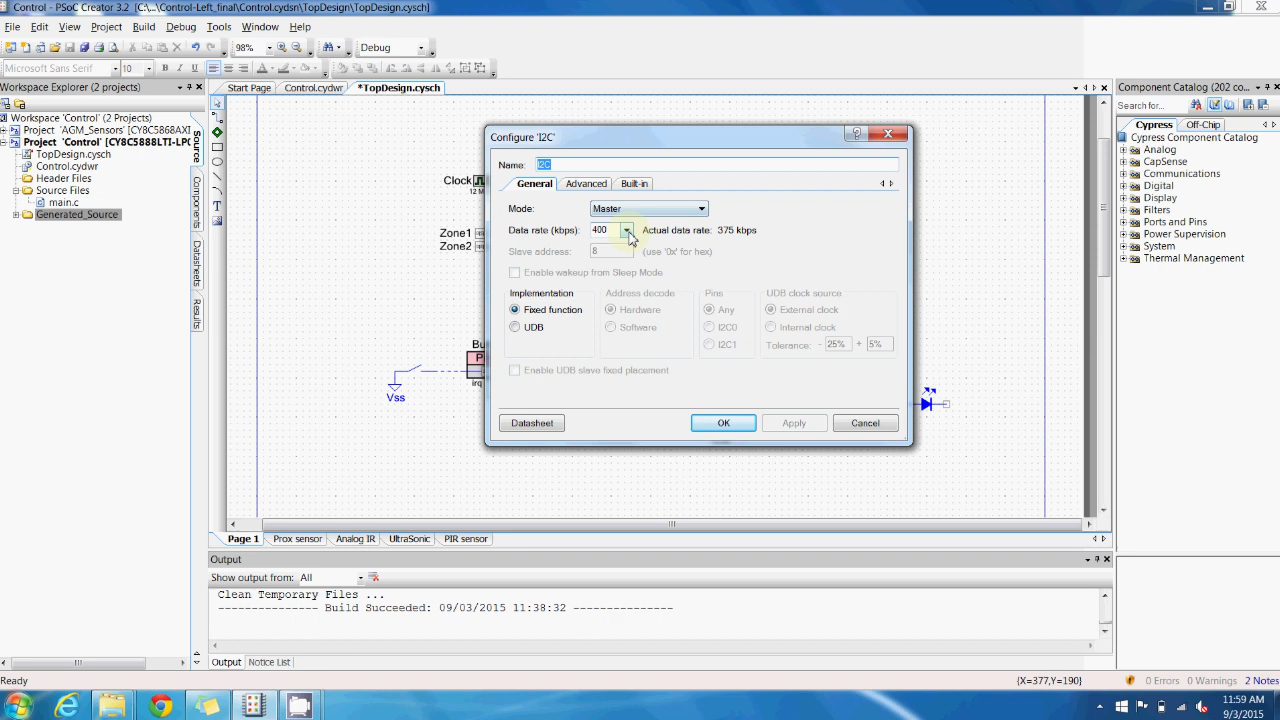 Control - PSoC Creator 3.2 [C:\...\Control-Left_final\Control.cydsn\TopDesign\TopDesign.cysch]
File Edit View Project Build Debug Tools Window Help
98% Debug
Microsoft Sans Serif 10 B I U
Workspace Explorer (2 projects)
Start Page Control.cydwr *TopDesign.cysch
Component Catalog (202 co...
Search for...
Workspace 'Control' (2 Projects)
Project 'AGM_Sensors' [CY8C5868AXI
Project 'Control' [CY8C5888LTI-LP0
TopDesign.cysch
Control.cydwr
Header Files
Source Files
main.c
Generated_Source
Source
Components
Datasheets
Results
Cypress Off-Chip
Cypress Component Catalog
Analog
CapSense
Communications
Digital
Display
Filters
Ports and Pins
Power Supervision
System
Thermal Management
Clock
12 M
Zone1
Zone2
Bu
P
irq
Vss
Configure 'I2C'
Name: I2C
General Advanced Built-in
Mode: Master
Data rate (kbps): 400 Actual data rate: 375 kbps
Slave address: 8 (use '0x' for hex)
Enable wakeup from Sleep Mode
Implementation Address decode Pins UDB clock source
Fixed function Hardware Any External clock
UDB Software I2C0 Internal clock
I2C1 Tolerance: - 25% + 5%
Enable UDB slave fixed placement
Datasheet OK Apply Cancel
Page 1 Prox sensor Analog IR UltraSonic PIR sensor
Output
Show output from: All
Clean Temporary Files ...
--------------- Build Succeeded: 09/03/2015 11:38:32 ---------------
Output Notice List
Ready {X=377,Y=190} 0 Errors 0 Warnings 2 Notes
11:59 AM
9/3/2015